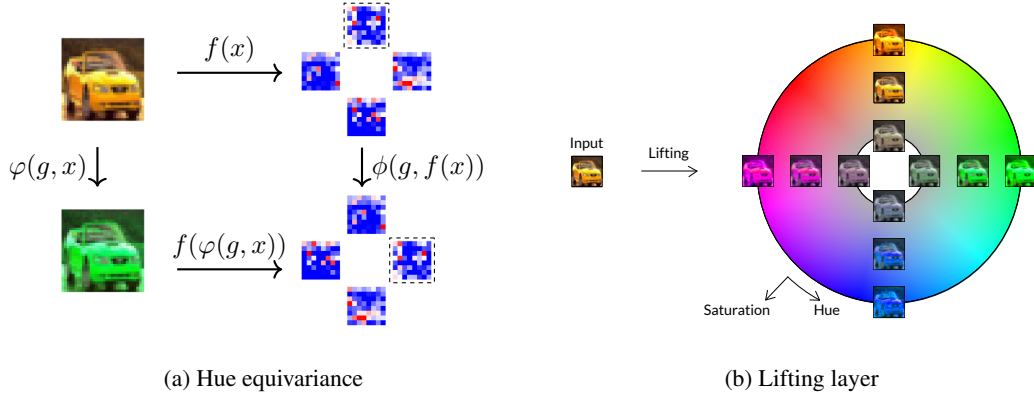 f(x)
φ(g, x)
ϕ(g, f(x))
f(φ(g, x))
(a) Hue equivariance
Input
Lifting
Saturation
Hue
(b) Lifting layer